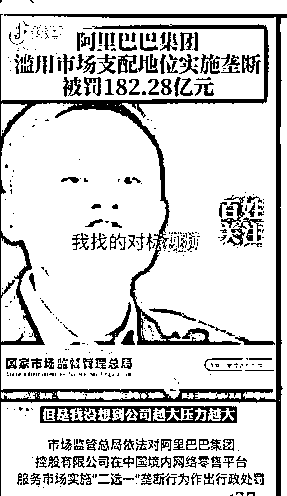 阿里巴巴集团
滥用市场支配地位实施垄断
被罚182.28亿元
百姓
关注
我找的对标视频
国家市场监督管理总局
但是我没想到公司越大压力越大
市场监管总局依法对阿里巴巴集团
控股有限公司在中国境内网络零售平台
服务市场实施“二选一”垄断行为作出行政处罚